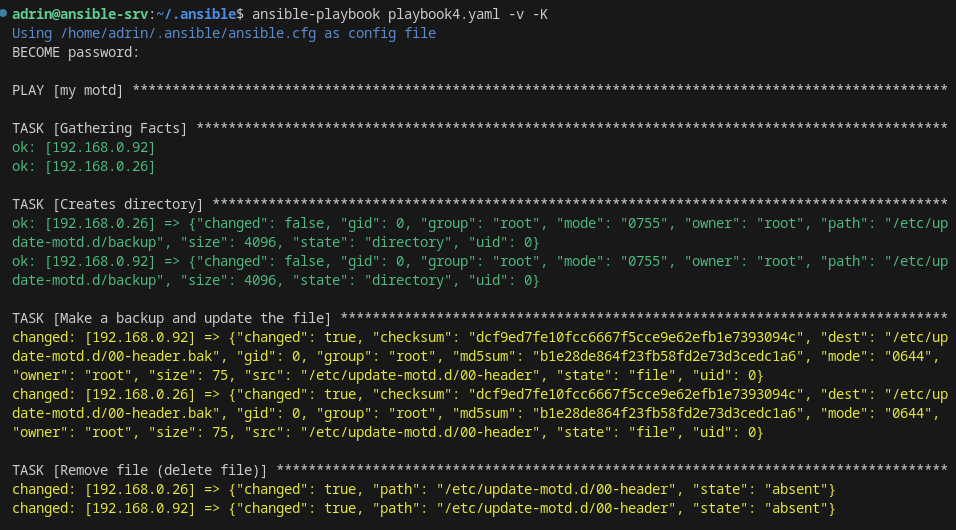 adrin@ansible-srv:~/.ansible$ ansible-playbook playbook4.yaml -v -K
Using /home/adrin/.ansible/ansible.cfg as config file
BECOME password:
PLAY [my motd] ******************************************************************************************************
TASK [Gathering Facts] **********************************************************************************************
ok: [192.168.0.92]
ok: [192.168.0.26]
TASK [Creates directory] ********************************************************************************************
ok: [192.168.0.26] => {"changed": false, "gid": 0, "group": "root", "mode": "0755", "owner": "root", "path": "/etc/up
date-motd.d/backup", "size": 4096, "state": "directory", "uid": 0}
ok: [192.168.0.92] => {"changed": false, "gid": 0, "group": "root", "mode": "0755", "owner": "root", "path": "/etc/up
date-motd.d/backup", "size": 4096, "state": "directory", "uid": 0}
TASK [Make a backup and update the file] ****************************************************************************
changed: [192.168.0.92] => {"changed": true, "checksum": "dcf9ed7fe10fcc6667f5cce9e62efb1e7393094c", "dest": "/etc/up
date-motd.d/00-header.bak", "gid": 0, "group": "root", "md5sum": "b1e28de864f23fb58fd2e73d3cedc1a6", "mode": "0644",
"owner": "root", "size": 75, "src": "/etc/update-motd.d/00-header", "state": "file", "uid": 0}
changed: [192.168.0.26] => {"changed": true, "checksum": "dcf9ed7fe10fcc6667f5cce9e62efb1e7393094c", "dest": "/etc/up
date-motd.d/00-header.bak", "gid": 0, "group": "root", "md5sum": "b1e28de864f23fb58fd2e73d3cedc1a6", "mode": "0644",
"owner": "root", "size": 75, "src": "/etc/update-motd.d/00-header", "state": "file", "uid": 0}
TASK [Remove file (delete file)] ************************************************************************************
changed: [192.168.0.26] => {"changed": true, "path": "/etc/update-motd.d/00-header", "state": "absent"}
changed: [192.168.0.92] => {"changed": true, "path": "/etc/update-motd.d/00-header", "state": "absent"}